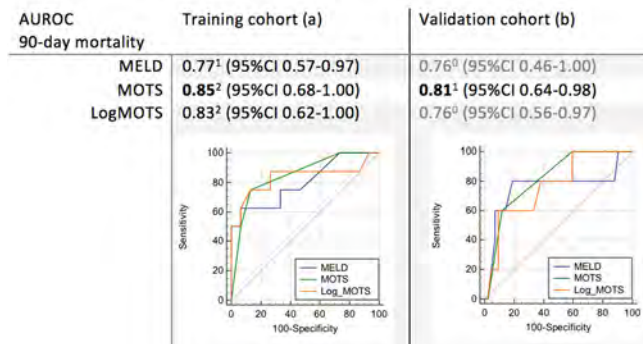 AUROC
90-day mortality
Training cohort (a)
Validation cohort (b)
MELD 0.77¹ (95%CI 0.57-0.97) 0.76⁰ (95%CI 0.46-1.00)
MOTS 0.85² (95%CI 0.68-1.00) 0.81¹ (95%CI 0.64-0.98)
LogMOTS 0.83² (95%CI 0.62-1.00) 0.76⁰ (95%CI 0.56-0.97)
100
80
60
40
20
0
Sensitivity
MELD
MOTS
Log_MOTS
0 20 40 60 80 100
100-Specificity
100
80
60
40
20
0
Sensitivity
MELD
MOTS
Log_MOTS
0 20 40 60 80 100
100-Specificity